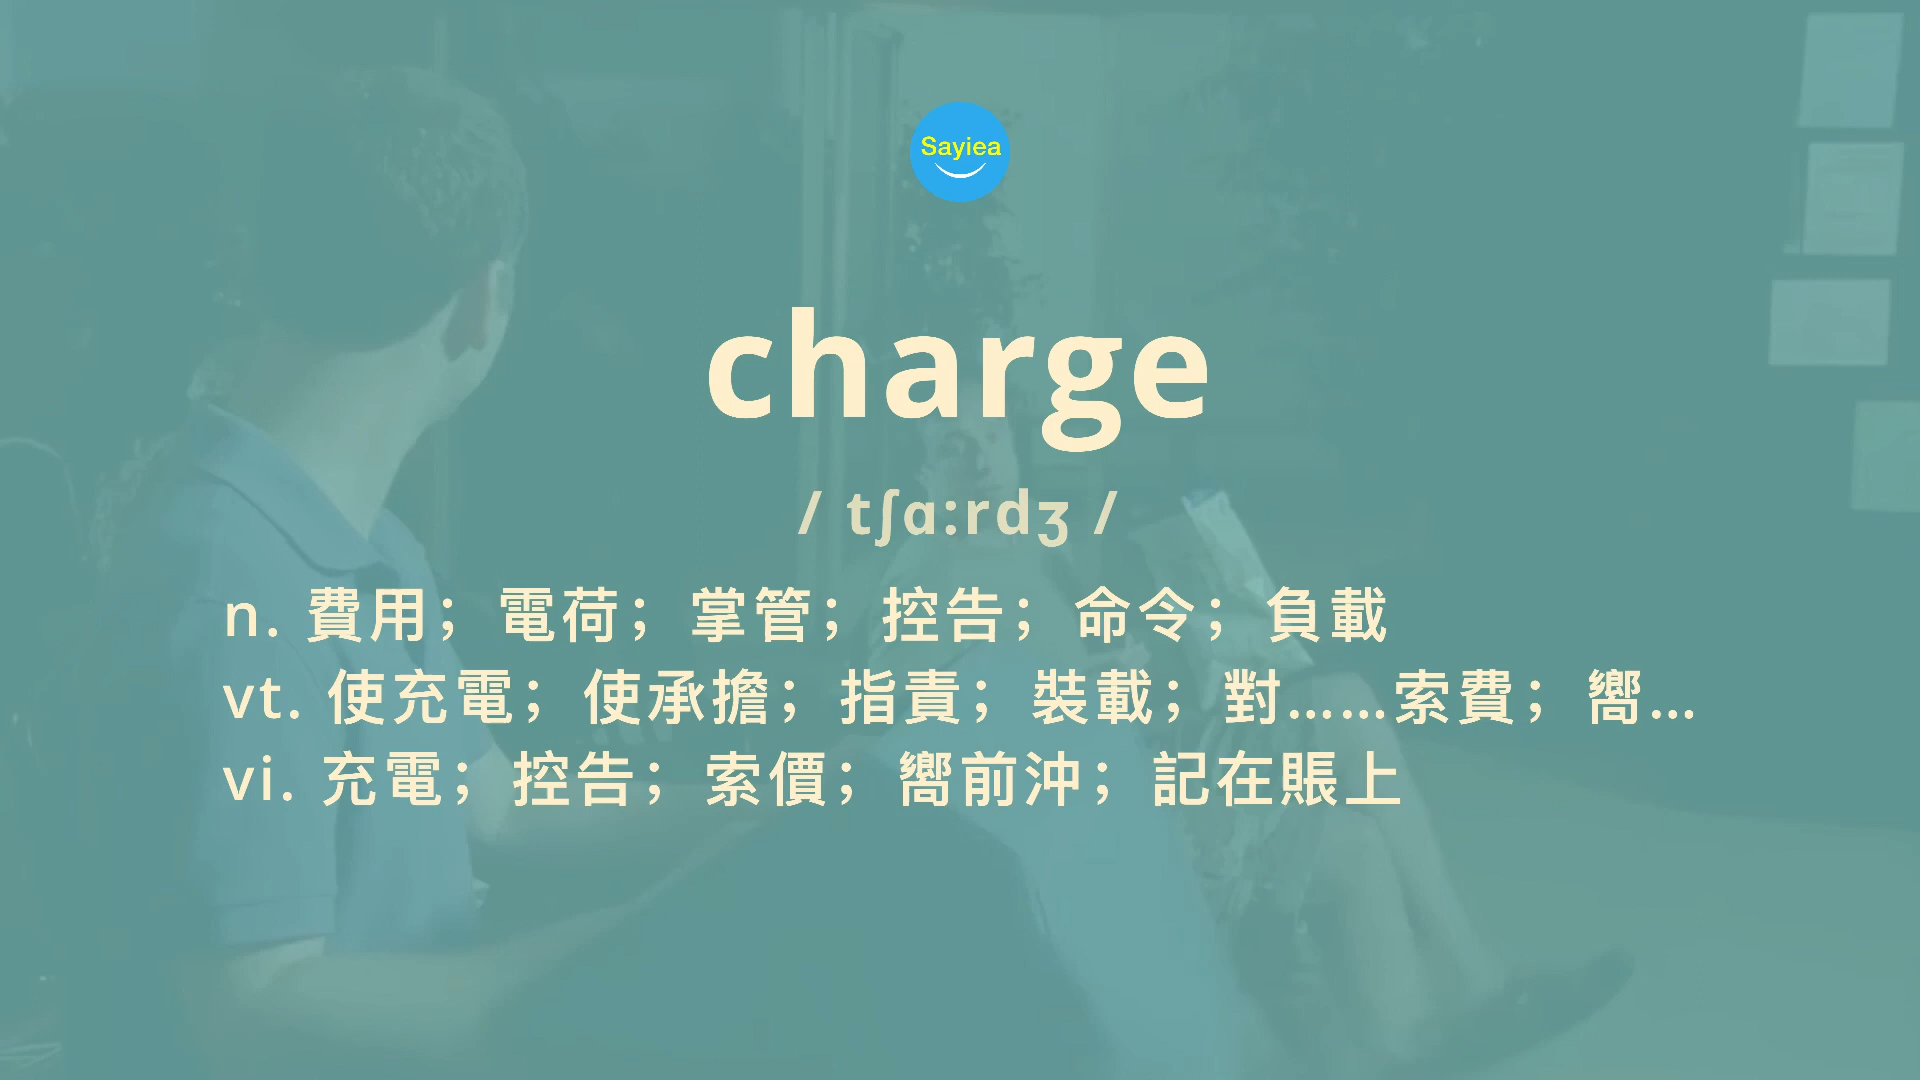 Sayiea
charge
/ tʃɑ:rdʒ /
n. 費用；電荷；掌管；控告；命令；負載
vt. 使充電；使承擔；指責；裝載；對……索費；嚮...
vi. 充電；控告；索價；嚮前沖；記在賬上